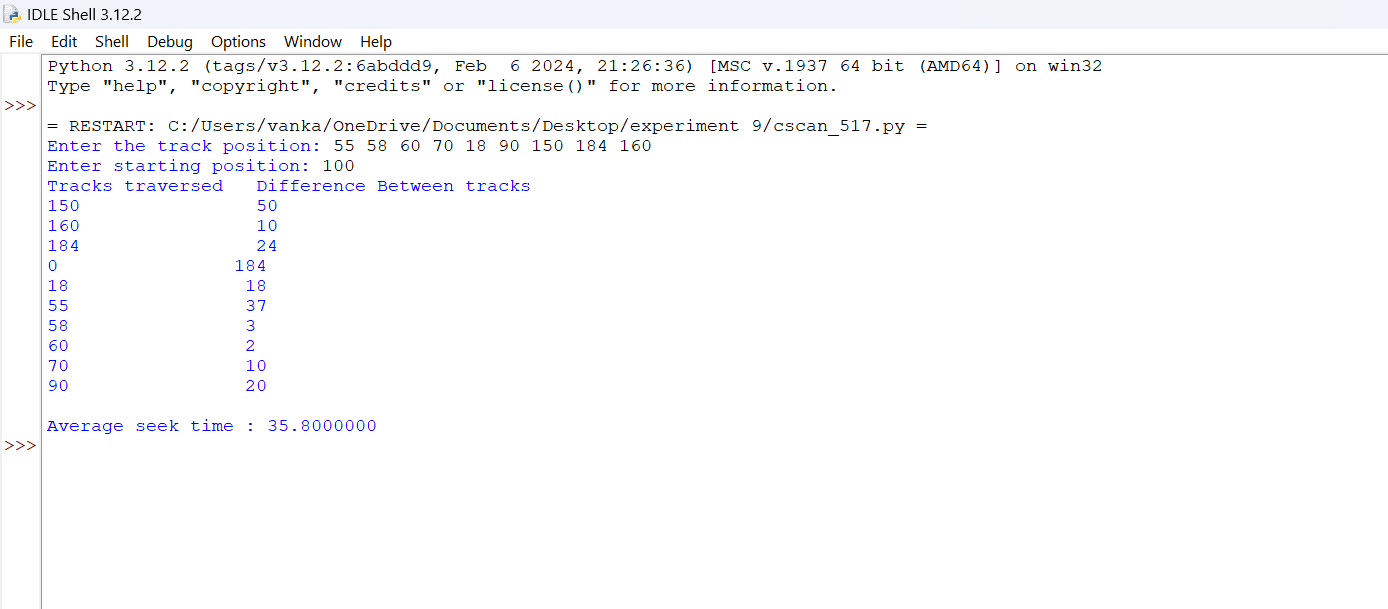 IDLE Shell 3.12.2
File Edit Shell Debug Options Window Help
Python 3.12.2 (tags/v3.12.2:6abddd9, Feb  6 2024, 21:26:36) [MSC v.1937 64 bit (AMD64)] on win32
Type "help", "copyright", "credits" or "license()" for more information.
>>>
= RESTART: C:/Users/vanka/OneDrive/Documents/Desktop/experiment 9/cscan_517.py =
Enter the track position: 55 58 60 70 18 90 150 184 160
Enter starting position: 100
Tracks traversed   Difference Between tracks
150                50
160                10
184                24
0                184
18                18
55                37
58                3
60                2
70                10
90                20
Average seek time : 35.8000000
>>>